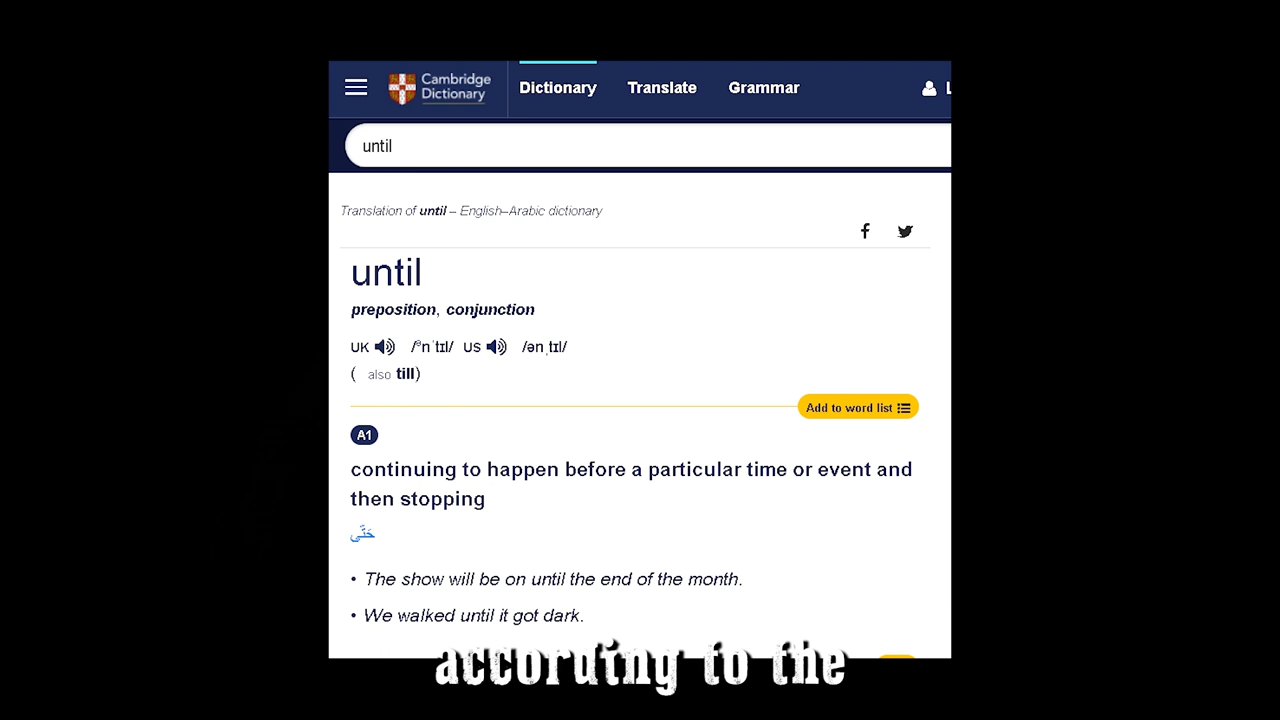 Cambridge
Dictionary
Dictionary Translate Grammar
until
Translation of until – English–Arabic dictionary
until
preposition, conjunction
UK /ᵊnˈtɪl/ US /ənˌtɪl/
( also till)
Add to word list
A1
continuing to happen before a particular time or event and
then stopping
حَتَّى
• The show will be on until the end of the month.
• We walked until it got dark.
according to the